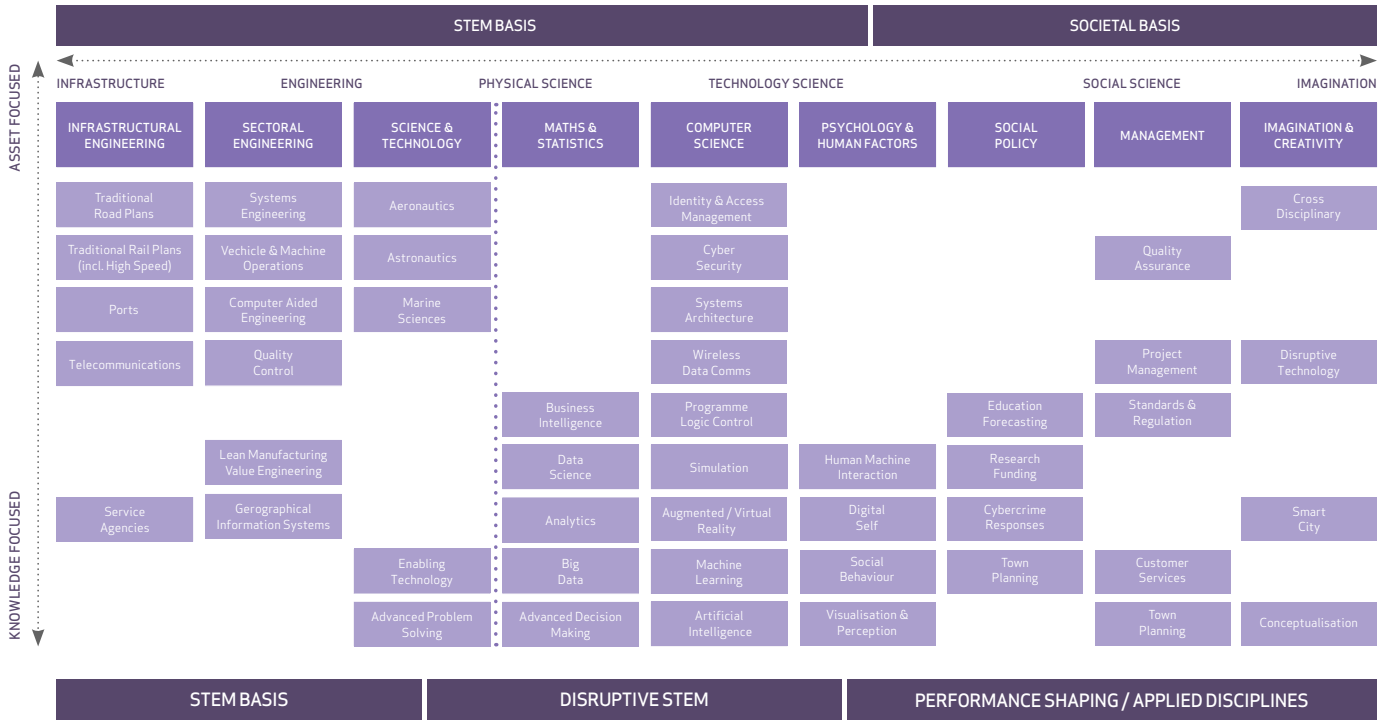 STEM BASIS
SOCIETAL BASIS
ASSET FOCUSED
KNOWLEDGE FOCUSED
INFRASTRUCTURE
ENGINEERING
PHYSICAL SCIENCE
TECHNOLOGY SCIENCE
SOCIAL SCIENCE
IMAGINATION
INFRASTRUCTURAL
ENGINEERING
SECTORAL
ENGINEERING
SCIENCE &
TECHNOLOGY
MATHS &
STATISTICS
COMPUTER
SCIENCE
PSYCHOLOGY &
HUMAN FACTORS
SOCIAL
POLICY
MANAGEMENT
IMAGINATION &
CREATIVITY
Traditional
Road Plans
Systems
Engineering
Aeronautics
Identity & Access
Management
Cross
Disciplinary
Traditional Rail Plans
(incl. High Speed)
Vechicle & Machine
Operations
Astronautics
Cyber
Security
Quality
Assurance
Ports
Computer Aided
Engineering
Marine
Sciences
Systems
Architecture
Telecommunications
Quality
Control
Wireless
Data Comms
Project
Management
Disruptive
Technology
Business
Intelligence
Programme
Logic Control
Education
Forecasting
Standards &
Regulation
Lean Manufacturing
Value Engineering
Data
Science
Simulation
Human Machine
Interaction
Research
Funding
Service
Agencies
Gerographical
Information Systems
Analytics
Augmented / Virtual
Reality
Digital
Self
Cybercrime
Responses
Smart
City
Enabling
Technology
Big
Data
Machine
Learning
Social
Behaviour
Town
Planning
Customer
Services
Advanced Problem
Solving
Advanced Decision
Making
Artificial
Intelligence
Visualisation &
Perception
Town
Planning
Conceptualisation
STEM BASIS
DISRUPTIVE STEM
PERFORMANCE SHAPING / APPLIED DISCIPLINES